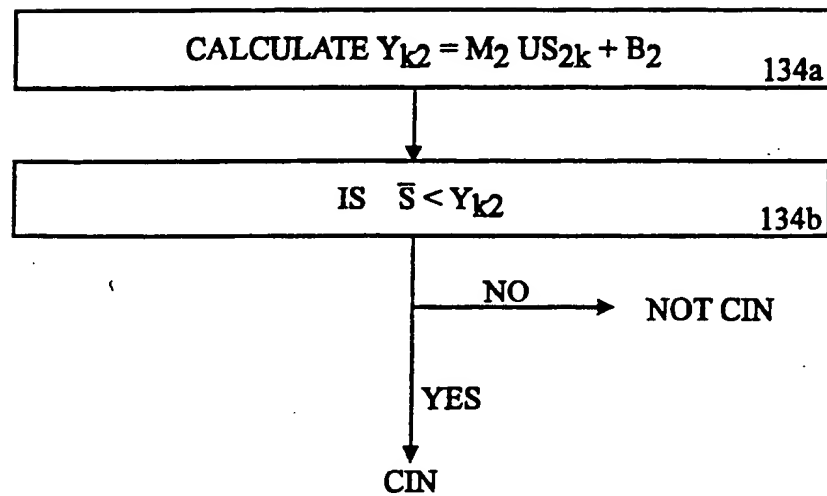 CALCULATE Yk2 = M2 US2k + B2
134a
IS S̅ < Yk2
134b
NO
NOT CIN
YES
CIN